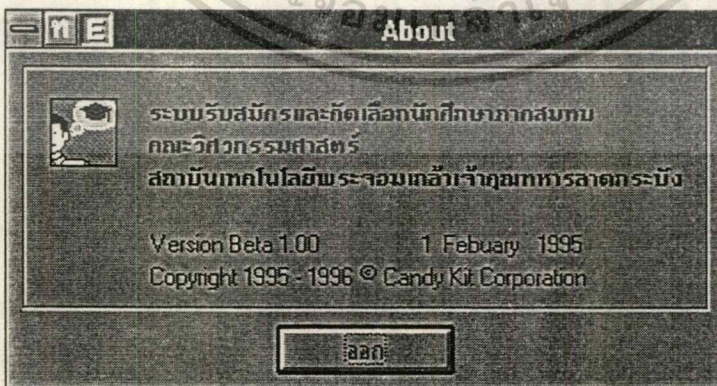 ท E About
ระบบรับสมัครและคัดเลือกนักศึกษาภาคสมทบ
คณะวิศวกรรมศาสตร์
สถาบันเทคโนโลยีพระจอมเกล้าเจ้าคุณทหารลาดกระบัง
Version Beta 1.00 1 Febuary 1995
Copyright 1995 - 1996 © Candy Kit Corporation
ออก